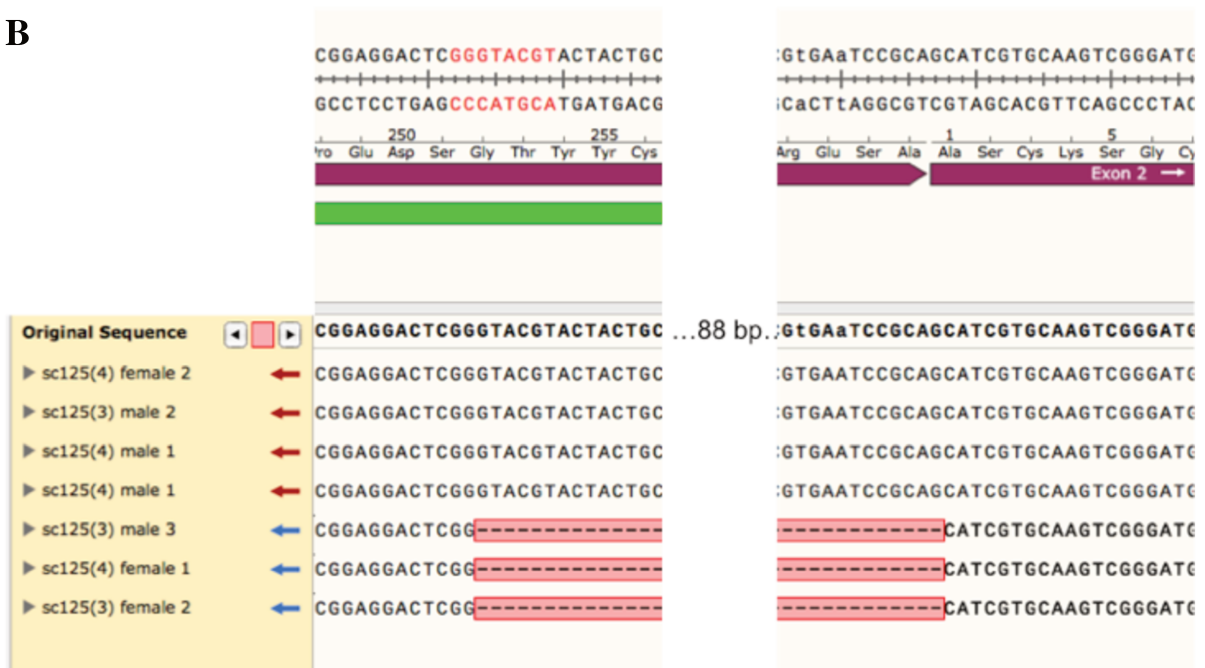 B
CGGAGGACTCGGGTACGTACTACTGC GtGAaTCCGCAGCATCGTGCAAGTCGGGATG
GCCTCCTGAGCCCATGCATGATGACG CaCTtAGGCGTCGTAGCACGTTCAGCCCTAC
250 255 1 5
Pro Glu Asp Ser Gly Thr Tyr Tyr Cys Arg Glu Ser Ala Ala Ser Cys Lys Ser Gly Cy
Exon 2 →
Original Sequence CGGAGGACTCGGGTACGTACTACTGC ...88 bp.. GtGAaTCCGCAGCATCGTGCAAGTCGGGATG
sc125(4) female 2 CGGAGGACTCGGGTACGTACTACTGC GTGAATCCGCAGCATCGTGCAAGTCGGGATG
sc125(3) male 2 CGGAGGACTCGGGTACGTACTACTGC GTGAATCCGCAGCATCGTGCAAGTCGGGATG
sc125(4) male 1 CGGAGGACTCGGGTACGTACTACTGC GTGAATCCGCAGCATCGTGCAAGTCGGGATG
sc125(4) male 1 CGGAGGACTCGGGTACGTACTACTGC GTGAATCCGCAGCATCGTGCAAGTCGGGATG
sc125(3) male 3 CGGAGGACTCGG-------------- -------------CATCGTGCAAGTCGGGATG
sc125(4) female 1 CGGAGGACTCGG-------------- -------------CATCGTGCAAGTCGGGATG
sc125(3) female 2 CGGAGGACTCGG-------------- -------------CATCGTGCAAGTCGGGATG